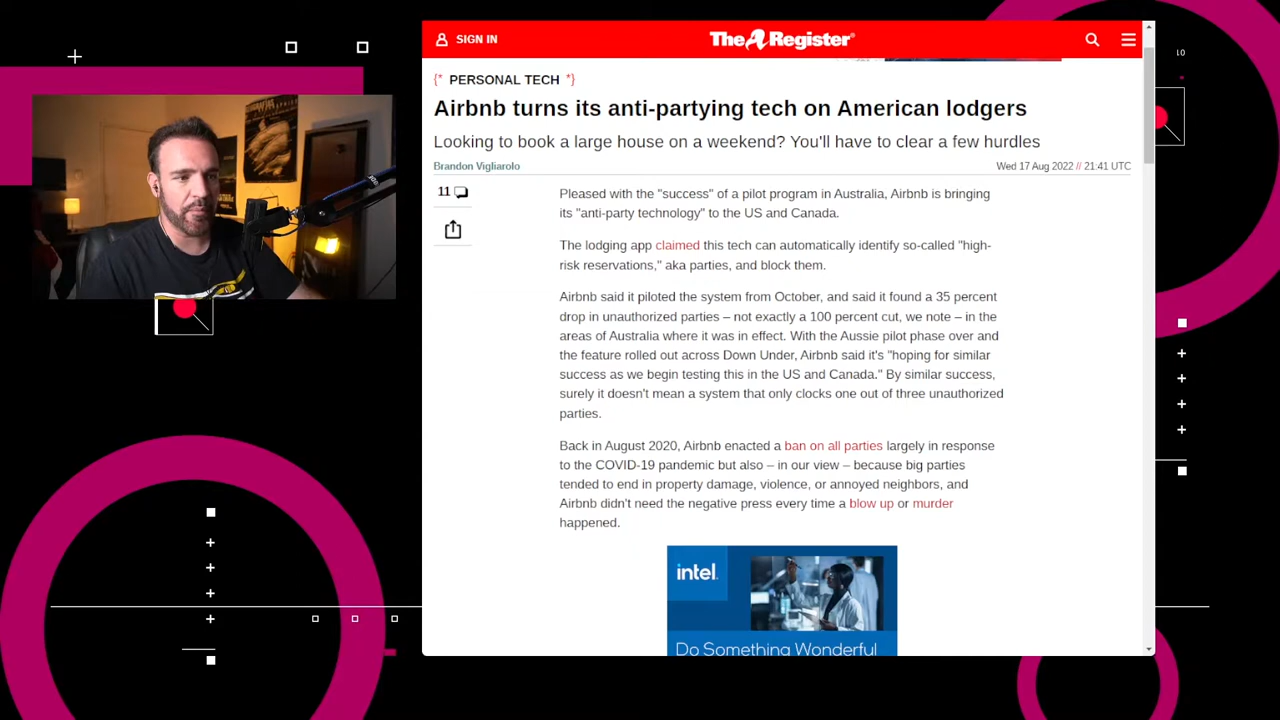 SIGN IN
The Register
{* PERSONAL TECH *}
Airbnb turns its anti-partying tech on American lodgers
Looking to book a large house on a weekend? You'll have to clear a few hurdles
Brandon Vigliarolo
Wed 17 Aug 2022 // 21:41 UTC
11
Pleased with the "success" of a pilot program in Australia, Airbnb is bringing
its "anti-party technology" to the US and Canada.
The lodging app claimed this tech can automatically identify so-called "high-
risk reservations," aka parties, and block them.
Airbnb said it piloted the system from October, and said it found a 35 percent
drop in unauthorized parties – not exactly a 100 percent cut, we note – in the
areas of Australia where it was in effect. With the Aussie pilot phase over and
the feature rolled out across Down Under, Airbnb said it's "hoping for similar
success as we begin testing this in the US and Canada." By similar success,
surely it doesn't mean a system that only clocks one out of three unauthorized
parties.
Back in August 2020, Airbnb enacted a ban on all parties largely in response
to the COVID-19 pandemic but also – in our view – because big parties
tended to end in property damage, violence, or annoyed neighbors, and
Airbnb didn't need the negative press every time a blow up or murder
happened.
intel.
Do Something Wonderful